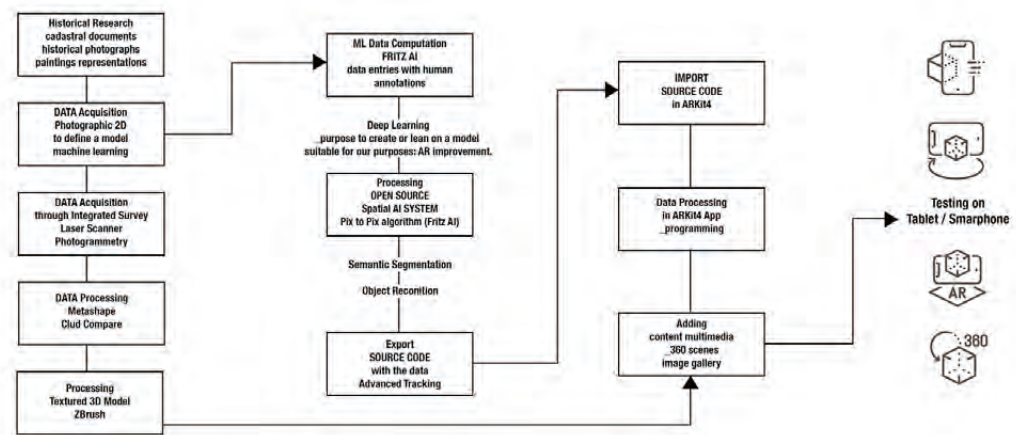 Historical Research
cadastral documents
historical photographs
paintings representations
DATA Acquisition
Photographic 2D
to define a model
machine learning
DATA Acquisition
through Integrated Survey
Laser Scanner
Photogrammetry
DATA Processing
Metashape
Clud Compare
Processing
Textured 3D Model
ZBrush
ML Data Computation
FRITZ AI
data entries with human
annotations
Deep Learning
_purpose to create or lean on a model
suitable for our purposes: AR improvement.
Processing
OPEN SOURCE
Spatial AI SYSTEM
Pix to Pix algorithm (Fritz AI)
Semantic Segmentation
Object Reconition
Export
SOURCE CODE
with the data
Advanced Tracking
IMPORT
SOURCE CODE
in ARKit4
Data Processing
in ARKit4 App
_programming
Adding
content multimedia
_360 scenes
image gallery
Testing on
Tablet / Smarphone
AR
360